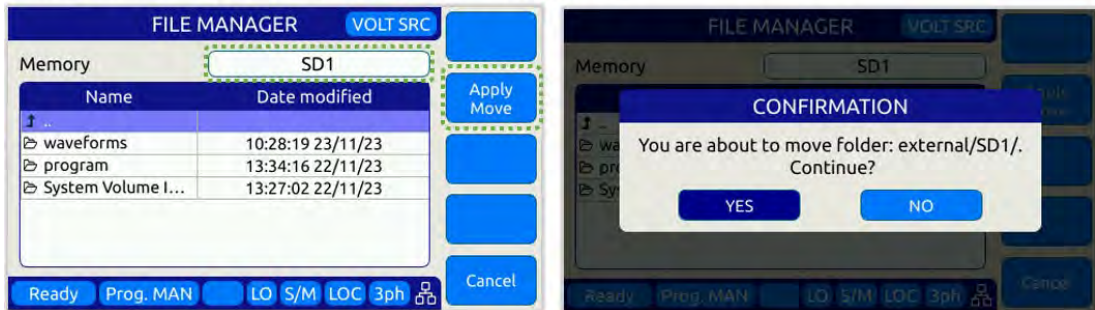 FILE MANAGER VOLT SRC
Memory SD1
Name Date modified
..
waveforms 10:28:19 23/11/23
program 13:34:16 22/11/23
System Volume I... 13:27:02 22/11/23
Apply
Move
Cancel
Ready Prog. MAN LO S/M LOC 3ph
FILE MANAGER VOLT SRC
Memory SD1
CONFIRMATION
You are about to move folder: external/SD1/.
Continue?
YES NO
Ready Prog. MAN LO S/M LOC 3ph
Cancel